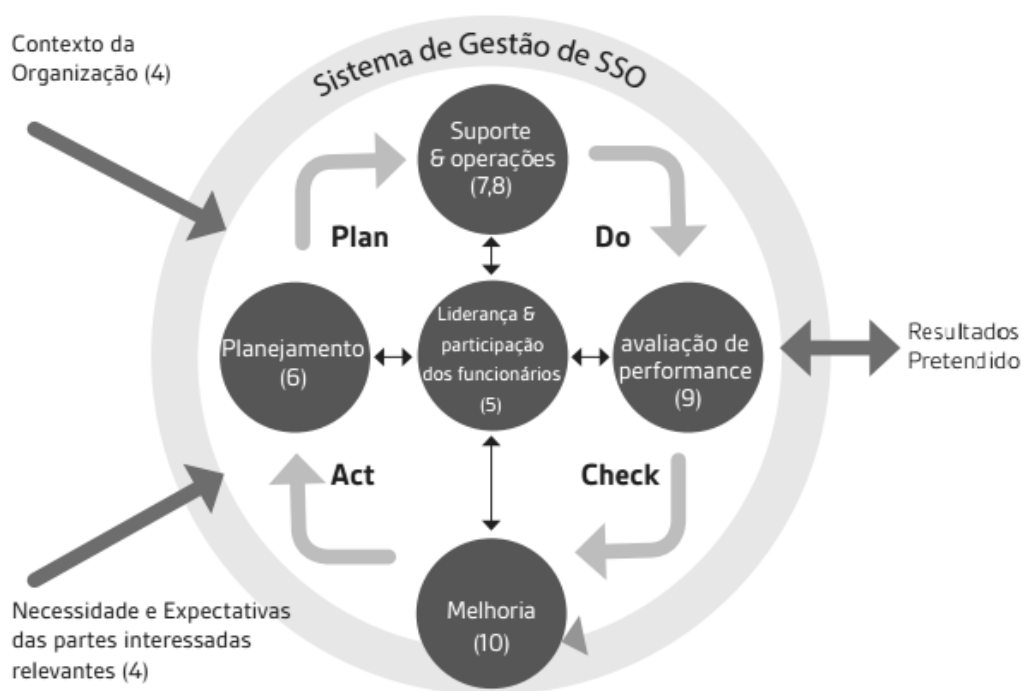 Contexto da
Organização (4)
Sistema de Gestão de SSO
Suporte
& operações
(7,8)
Plan
Do
Planejamento
(6)
Liderança &
participação
dos funcionários
(5)
avaliação de
performance
(9)
Resultados
Pretendido
Act
Check
Melhoria
(10)
Necessidade e Expectativas
das partes interessadas
relevantes (4)